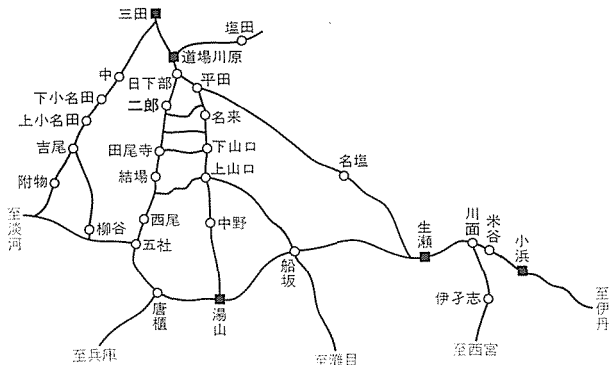 三田
塩田
道場川原
中
日下部
平田
下小名田
二郎
名来
上小名田
吉尾
田尾寺
下山口
結場
上山口
名塩
附物
至淡河
柳谷
西尾
中野
五社
船坂
生瀬
川面
米谷
小浜
伊孑志
至伊丹
唐櫃
湯山
至兵庫
至灘目
至西宮